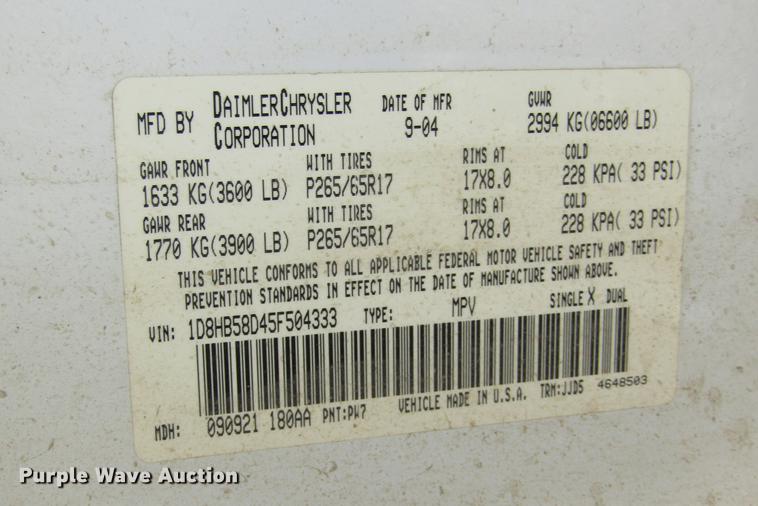 MFD BY DAIMLERCHRYSLER CORPORATION DATE OF MFR 9-04 GVWR 2994 KG(06600 LB)
GAWR FRONT WITH TIRES RIMS AT COLD
1633 KG(3600 LB) P265/65R17 17X8.0 228 KPA( 33 PSI)
GAWR REAR WITH TIRES RIMS AT COLD
1770 KG(3900 LB) P265/65R17 17X8.0 228 KPA( 33 PSI)
THIS VEHICLE CONFORMS TO ALL APPLICABLE FEDERAL MOTOR VEHICLE SAFETY AND THEFT
PREVENTION STANDARDS IN EFFECT ON THE DATE OF MANUFACTURE SHOWN ABOVE.
VIN: 1D8HB58D45F504333 TYPE: MPV SINGLE X DUAL
MDH: 090921 180AA PNT:PW7 VEHICLE MADE IN U.S.A. TRM:JJD5 4648503
Purple Wave Auction